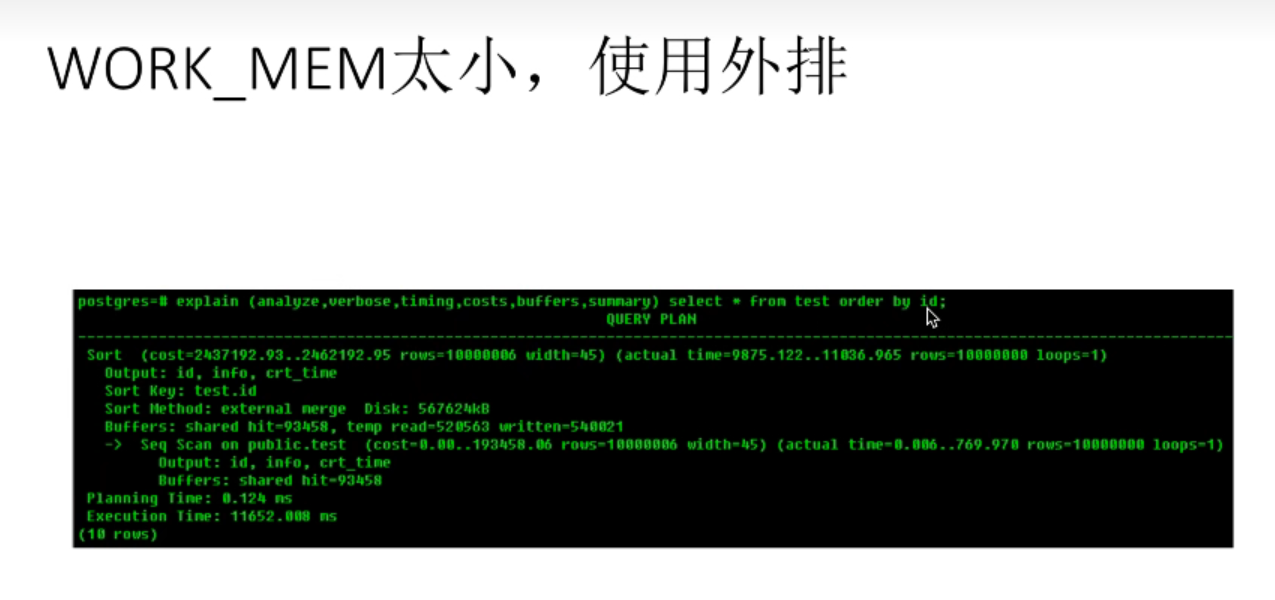 WORK_MEM太小，使用外排
postgres=# explain (analyze,verbose,timing,costs,buffers,summary) select * from test order by id;
QUERY PLAN
--------------------------------------------------------------------------------------------------------------------------------
Sort  (cost=2437192.93..2462192.95 rows=10000006 width=45) (actual time=9875.122..11036.965 rows=10000000 loops=1)
Output: id, info, crt_time
Sort Key: test.id
Sort Method: external merge  Disk: 567624kB
Buffers: shared hit=93458, temp read=520563 written=540021
->  Seq Scan on public.test  (cost=0.00..193458.06 rows=10000006 width=45) (actual time=0.006..769.970 rows=10000000 loops=1)
Output: id, info, crt_time
Buffers: shared hit=93458
Planning Time: 0.124 ms
Execution Time: 11652.008 ms
(10 rows)